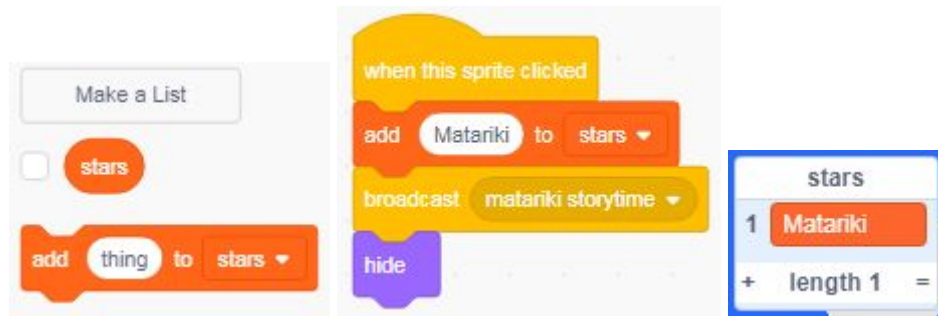 Make a List
stars
add thing to stars
when this sprite clicked
add Matariki to stars
broadcast matariki storytime
hide
stars
1 Matariki
+ length 1 =